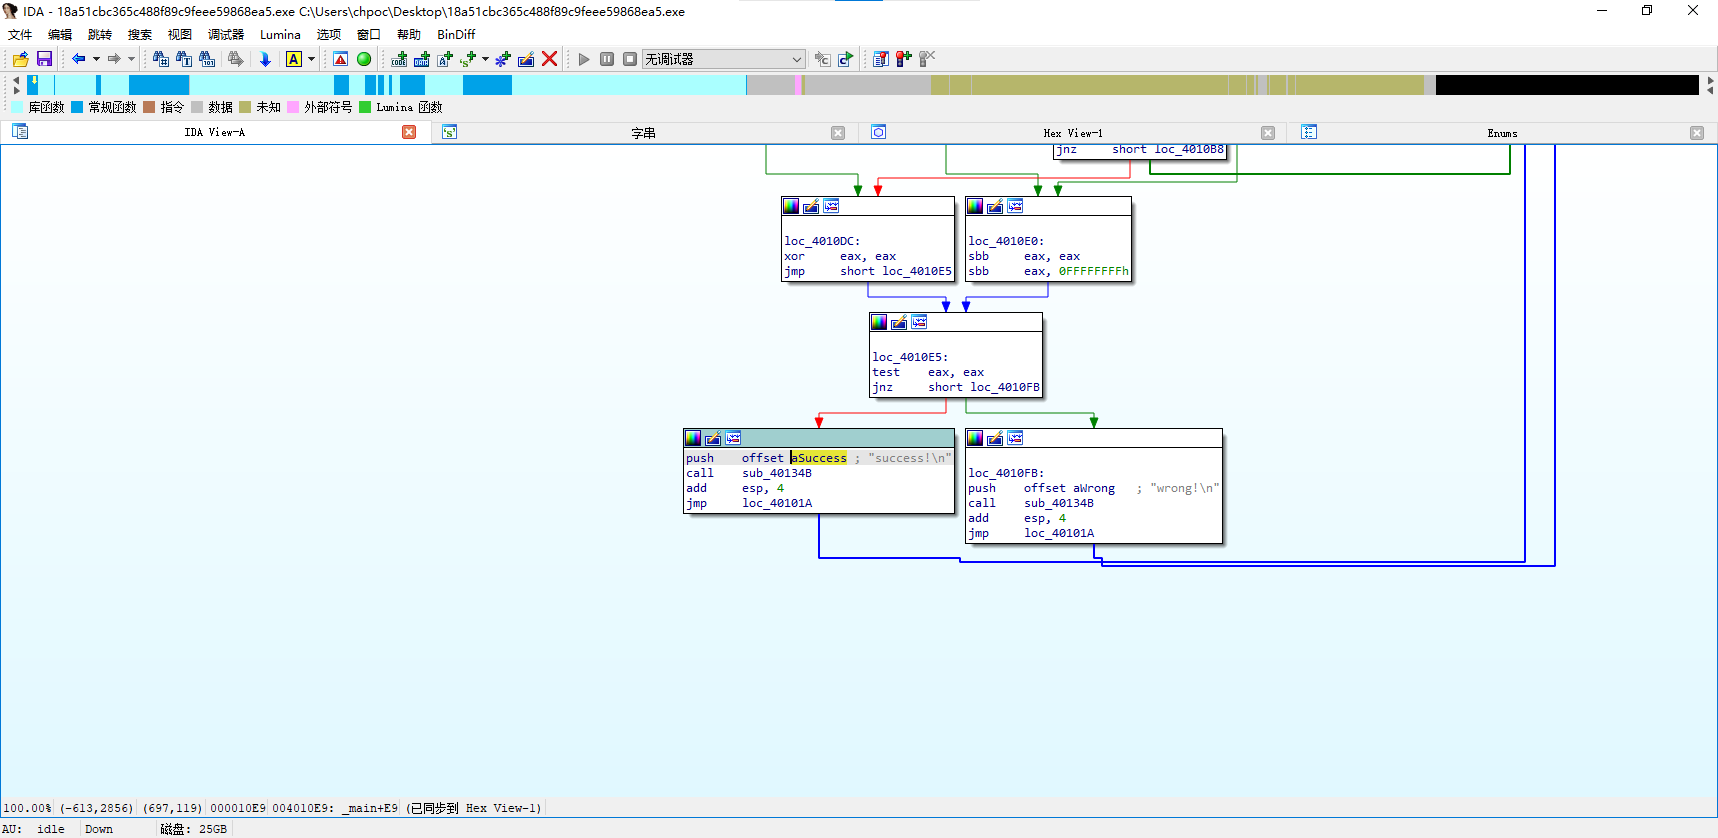 IDA - 18a51cbc365c488f89c9feee59868ea5.exe C:\Users\chpoc\Desktop\18a51cbc365c488f89c9feee59868ea5.exe
文件 编辑 跳转 搜索 视图 调试器 Lumina 选项 窗口 帮助 BinDiff
无调试器
库函数 常规函数 指令 数据 未知 外部符号 Lumina 函数
IDA View-A 字串 Hex View-1 Enums
jnz short loc_4010B8
loc_4010DC:
xor eax, eax
jmp short loc_4010E5
loc_4010E0:
sbb eax, eax
sbb eax, 0FFFFFFFFh
loc_4010E5:
test eax, eax
jnz short loc_4010FB
push offset aSuccess ; "success!\n"
call sub_40134B
add esp, 4
jmp loc_40101A
loc_4010FB:
push offset aWrong ; "wrong!\n"
call sub_40134B
add esp, 4
jmp loc_40101A
100.00% (-613,2856) (697,119) 000010E9 004010E9: _main+E9 (已同步到 Hex View-1)
AU: idle Down 磁盘: 25GB